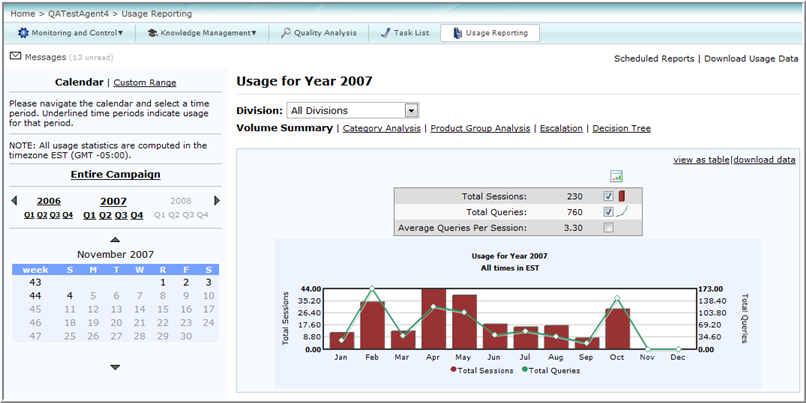 Home > QATestAgent4 > Usage Reporting
Monitoring and Control▾ Knowledge Management▾ Quality Analysis Task List Usage Reporting
Messages (13 unread)
Scheduled Reports | Download Usage Data
Calendar | Custom Range
Please navigate the calendar and select a time
period. Underlined time periods indicate usage
for that period.
NOTE: All usage statistics are computed in the
timezone EST (GMT -05:00).
Entire Campaign
2006 2007 2008
Q1 Q2 Q3 Q4 Q1 Q2 Q3 Q4 Q1 Q2 Q3 Q4
November 2007
week S M T W R F S
43 1 2 3
44 4 5 6 7 8 9 10
45 11 12 13 14 15 16 17
46 18 19 20 21 22 23 24
47 25 26 27 28 29 30
Usage for Year 2007
Division: All Divisions
Volume Summary | Category Analysis | Product Group Analysis | Escalation | Decision Tree
view as table|download data
Total Sessions: 230
Total Queries: 760
Average Queries Per Session: 3.30
Usage for Year 2007
All times in EST
Total Sessions
44.00
35.20
26.40
17.60
8.80
0.00
173.00
138.40
103.80
69.20
34.60
0.00
Total Queries
Jan Feb Mar Apr May Jun Jul Aug Sep Oct Nov Dec
Total Sessions Total Queries